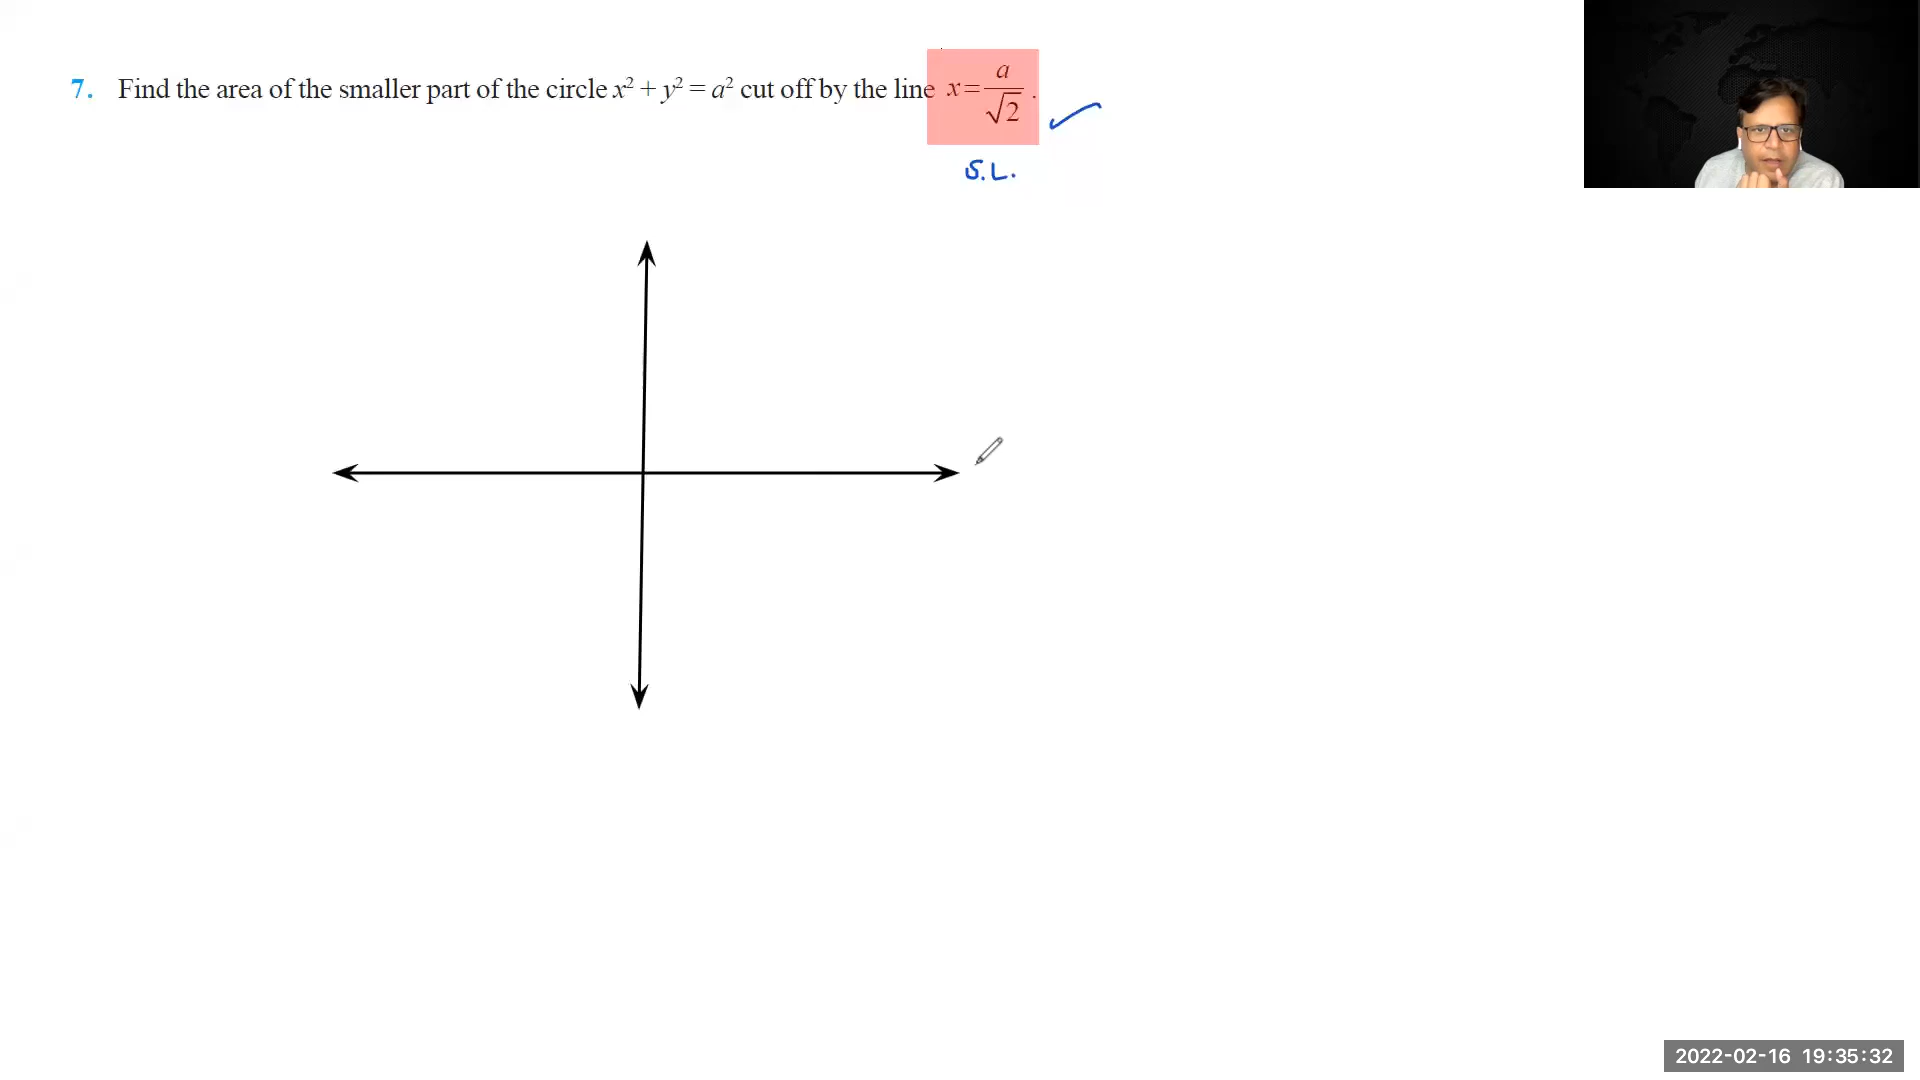 7. Find the area of the smaller part of the circle x² + y² = a² cut off by the line x = a/√2 .
S.L.
2022-02-16 19:35:32